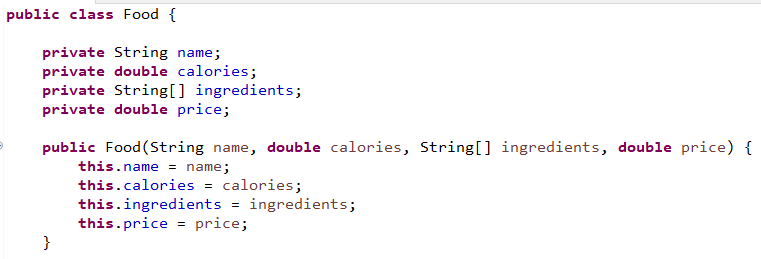 public class Food {
private String name;
private double calories;
private String[] ingredients;
private double price;
public Food(String name, double calories, String[] ingredients, double price) {
this.name = name;
this.calories = calories;
this.ingredients = ingredients;
this.price = price;
}